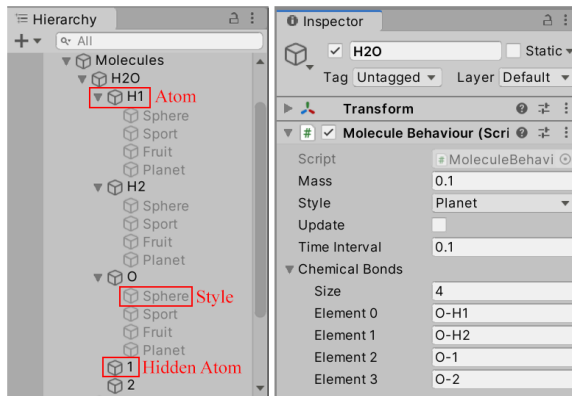 Hierarchy
All
Molecules
H2O
H1 Atom
Sphere
Sport
Fruit
Planet
H2
Sphere
Sport
Fruit
Planet
O
Sphere Style
Sport
Fruit
Planet
1 Hidden Atom
2
Inspector
H2O Static
Tag Untagged Layer Default
Transform
# Molecule Behaviour (Scri
Script # MoleculeBehavi
Mass 0.1
Style Planet
Update
Time Interval 0.1
Chemical Bonds
Size 4
Element 0 O-H1
Element 1 O-H2
Element 2 O-1
Element 3 O-2